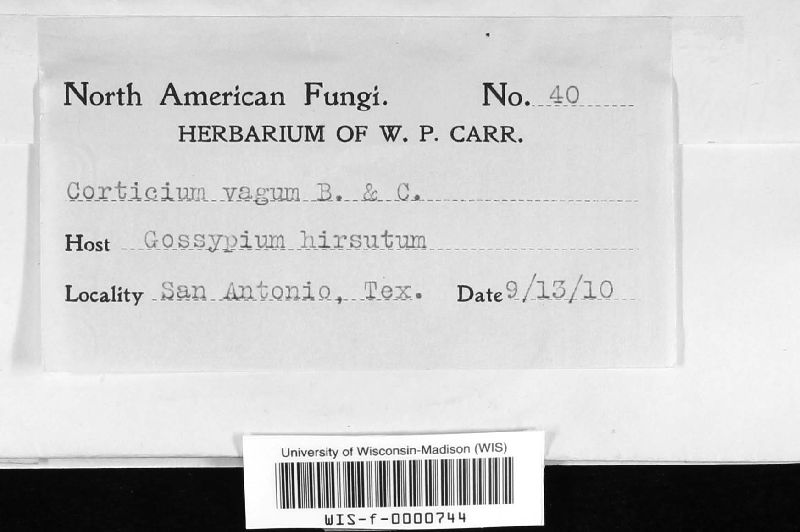 North American Fungi. No. 40
HERBARIUM OF W. P. CARR.
Corticium vagum B. & C.
Host Gossypium hirsutum
Locality San Antonio, Tex. Date 9/13/10
University of Wisconsin-Madison (WIS)
WIS-f-0000744